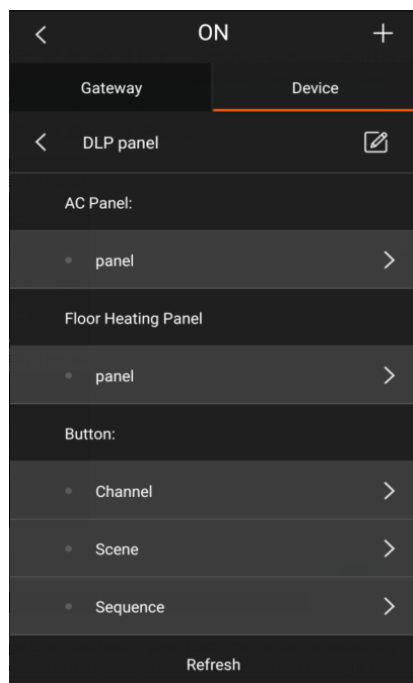 ON
Gateway Device
DLP panel
AC Panel:
panel
Floor Heating Panel
panel
Button:
Channel
Scene
Sequence
Refresh